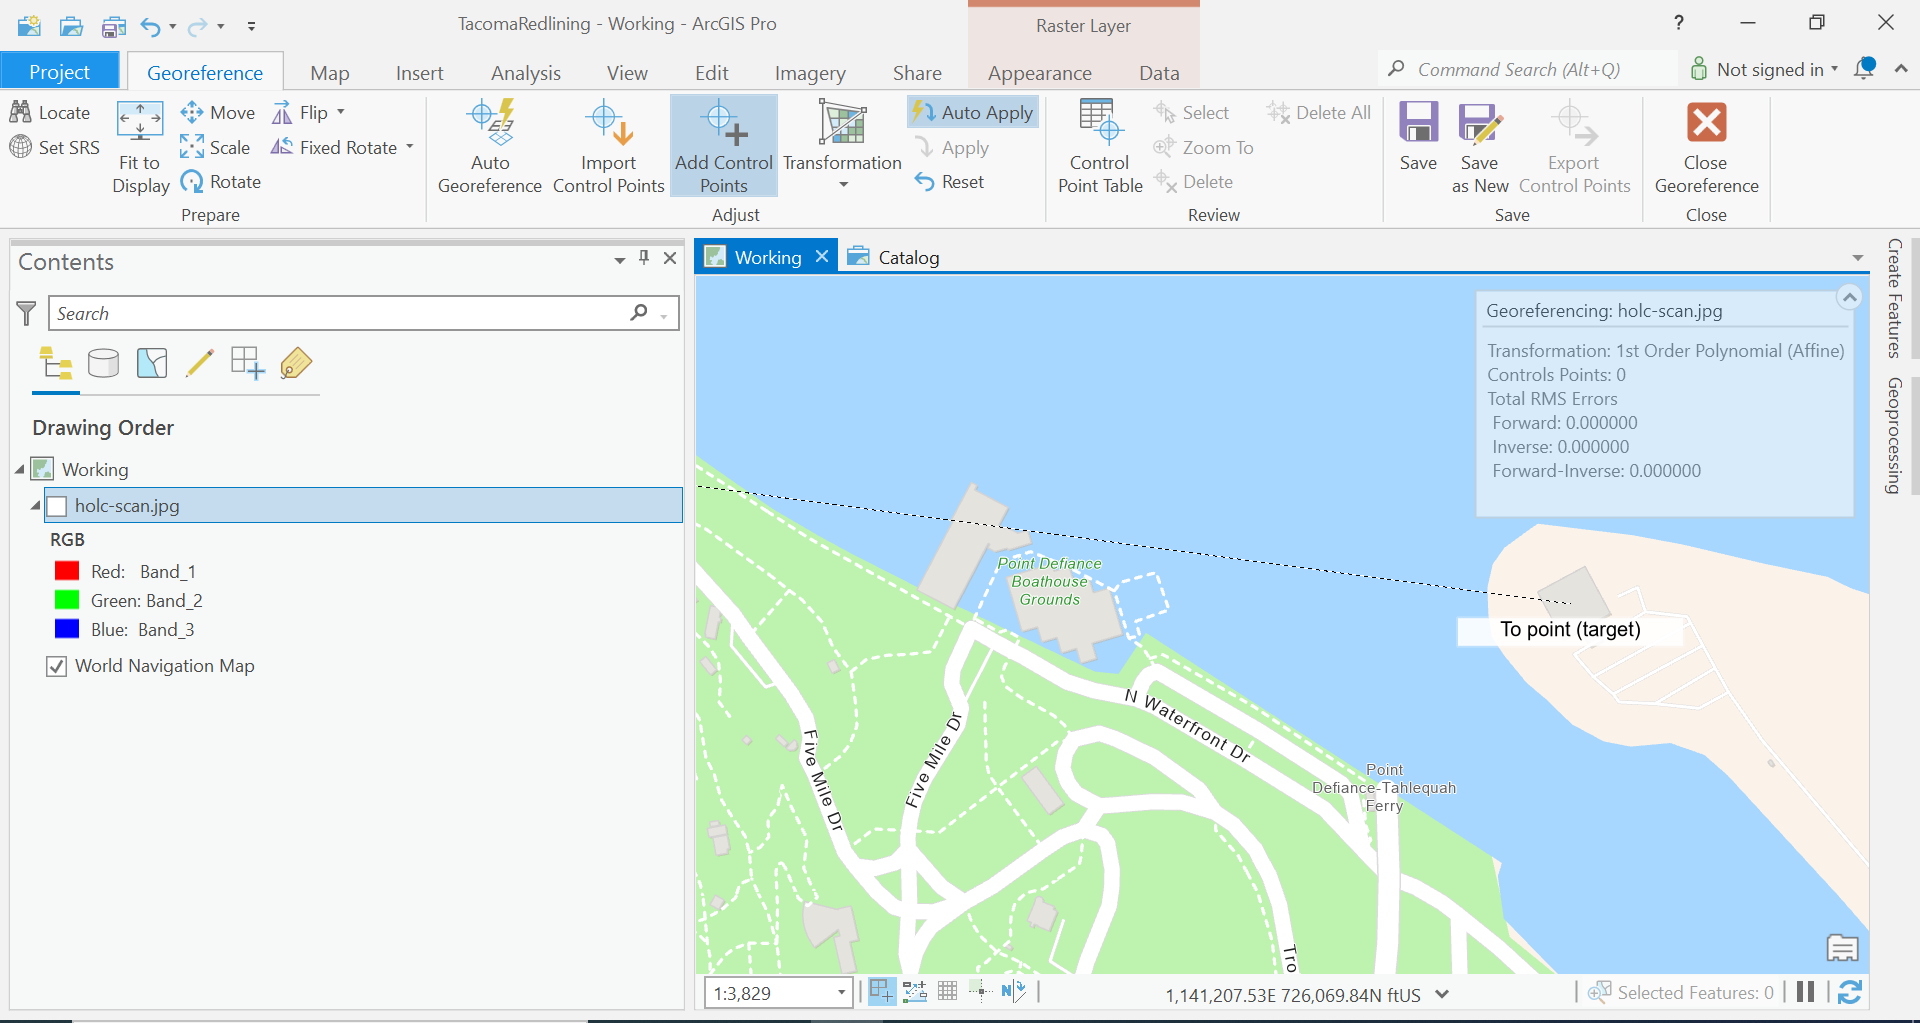 TacomaRedlining - Working - ArcGIS Pro
Raster Layer
?
Project
Georeference
Map
Insert
Analysis
View
Edit
Imagery
Share
Appearance
Data
Command Search (Alt+Q)
Not signed in
Locate
Set SRS
Fit to
Display
Move
Scale
Rotate
Flip
Fixed Rotate
Prepare
Auto
Georeference
Import
Control Points
Add Control
Points
Transformation
Auto Apply
Apply
Reset
Adjust
Control
Point Table
Select
Zoom To
Delete
Delete All
Review
Save
Save
as New
Export
Control Points
Save
Close
Georeference
Close
Contents
Search
Drawing Order
Working
holc-scan.jpg
RGB
Red: Band_1
Green: Band_2
Blue: Band_3
World Navigation Map
Working
Catalog
Georeferencing: holc-scan.jpg
Transformation: 1st Order Polynomial (Affine)
Controls Points: 0
Total RMS Errors
Forward: 0.000000
Inverse: 0.000000
Forward-Inverse: 0.000000
Point Defiance
Boathouse
Grounds
To point (target)
N Waterfront Dr
Five Mile Dr
Five Mile Dr
Point
Defiance-Tahlequah
Ferry
Tro
1:3,829
N
1,141,207.53E 726,069.84N ftUS
Selected Features: 0
Create Features
Geoprocessing